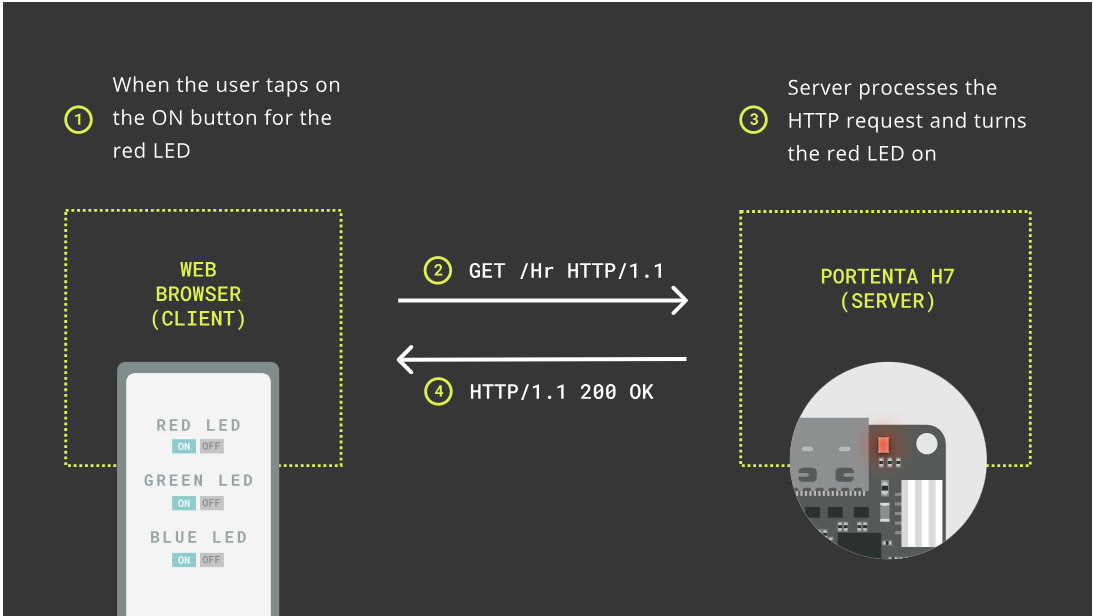 1
When the user taps on
the ON button for the
red LED
WEB
BROWSER
(CLIENT)
RED LED
ON OFF
GREEN LED
ON OFF
BLUE LED
ON OFF
2 GET /Hr HTTP/1.1
4 HTTP/1.1 200 OK
3
Server processes the
HTTP request and turns
the red LED on
PORTENTA H7
(SERVER)